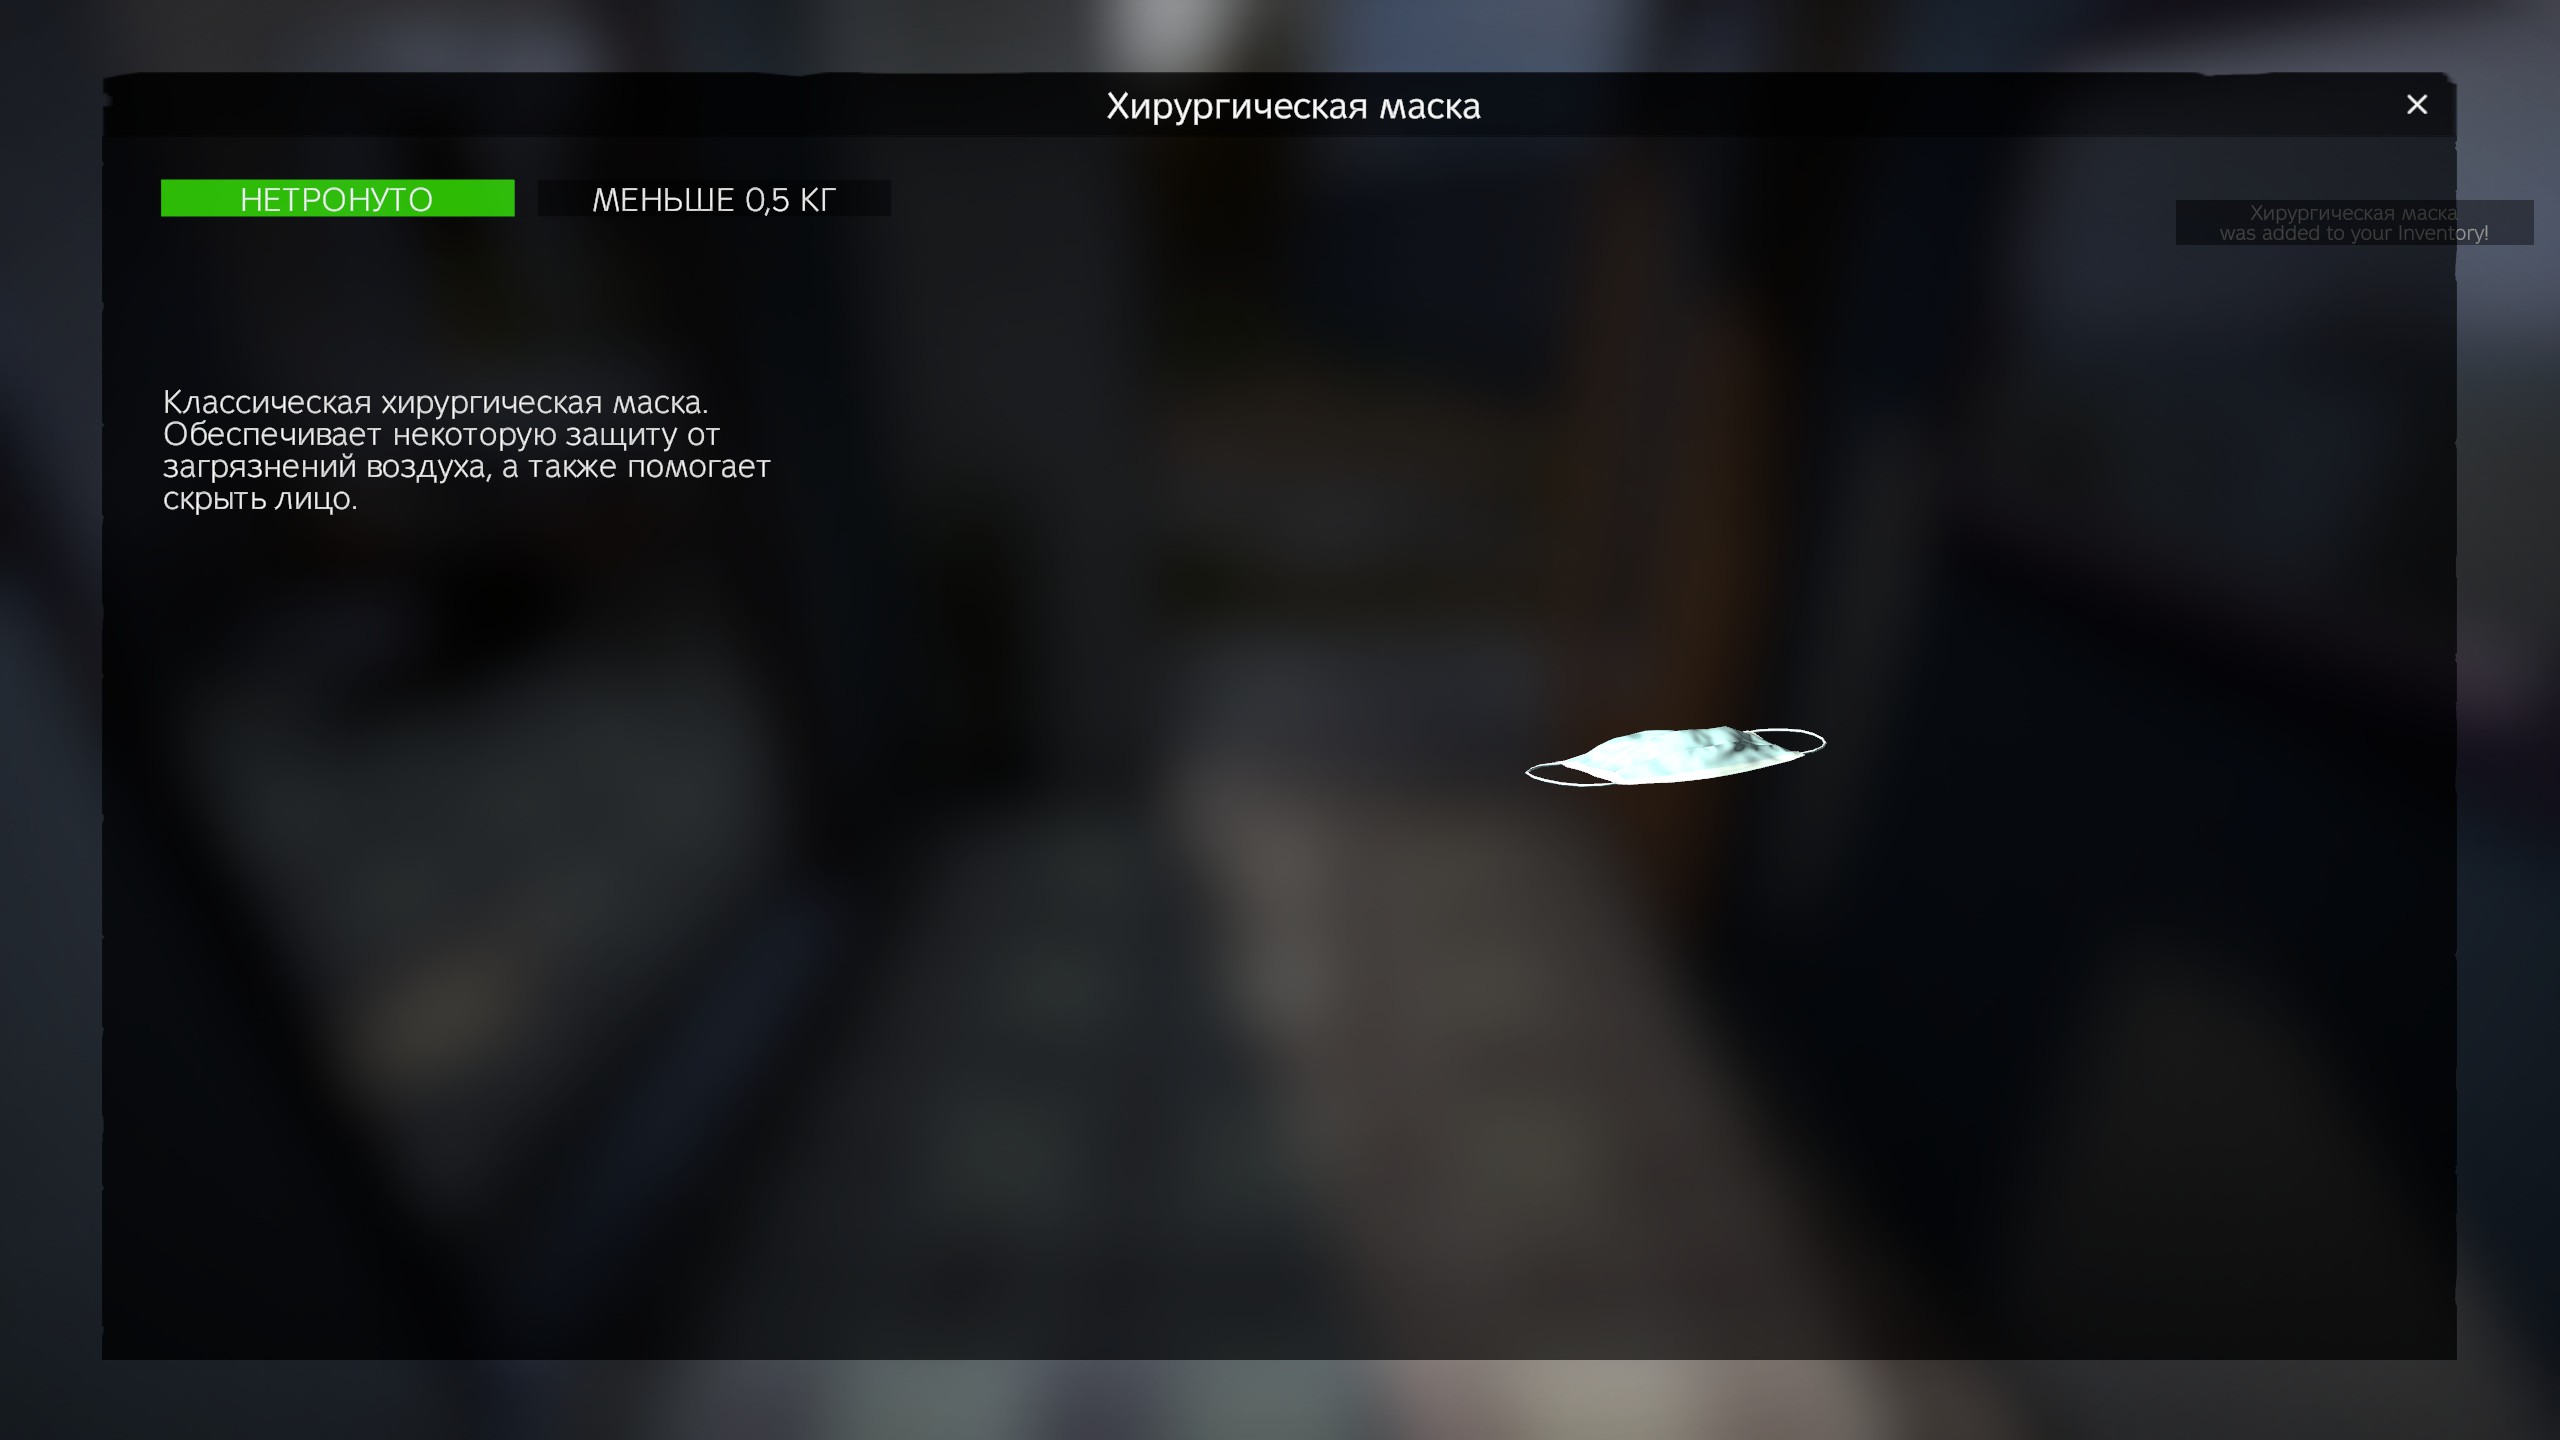 Хирургическая маска
НЕТРОНУТО
МЕНЬШЕ 0,5 КГ
Хирургическая маска
was added to your Inventory!
Классическая хирургическая маска.
Обеспечивает некоторую защиту от
загрязнений воздуха, а также помогает
скрыть лицо.